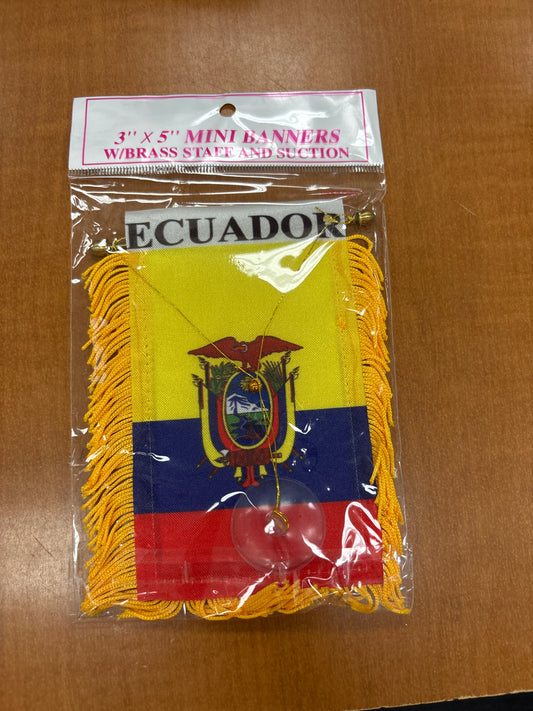 3" X 5" MINI BANNERS
W/BRASS STAFF AND SUCTION
ECUADOR